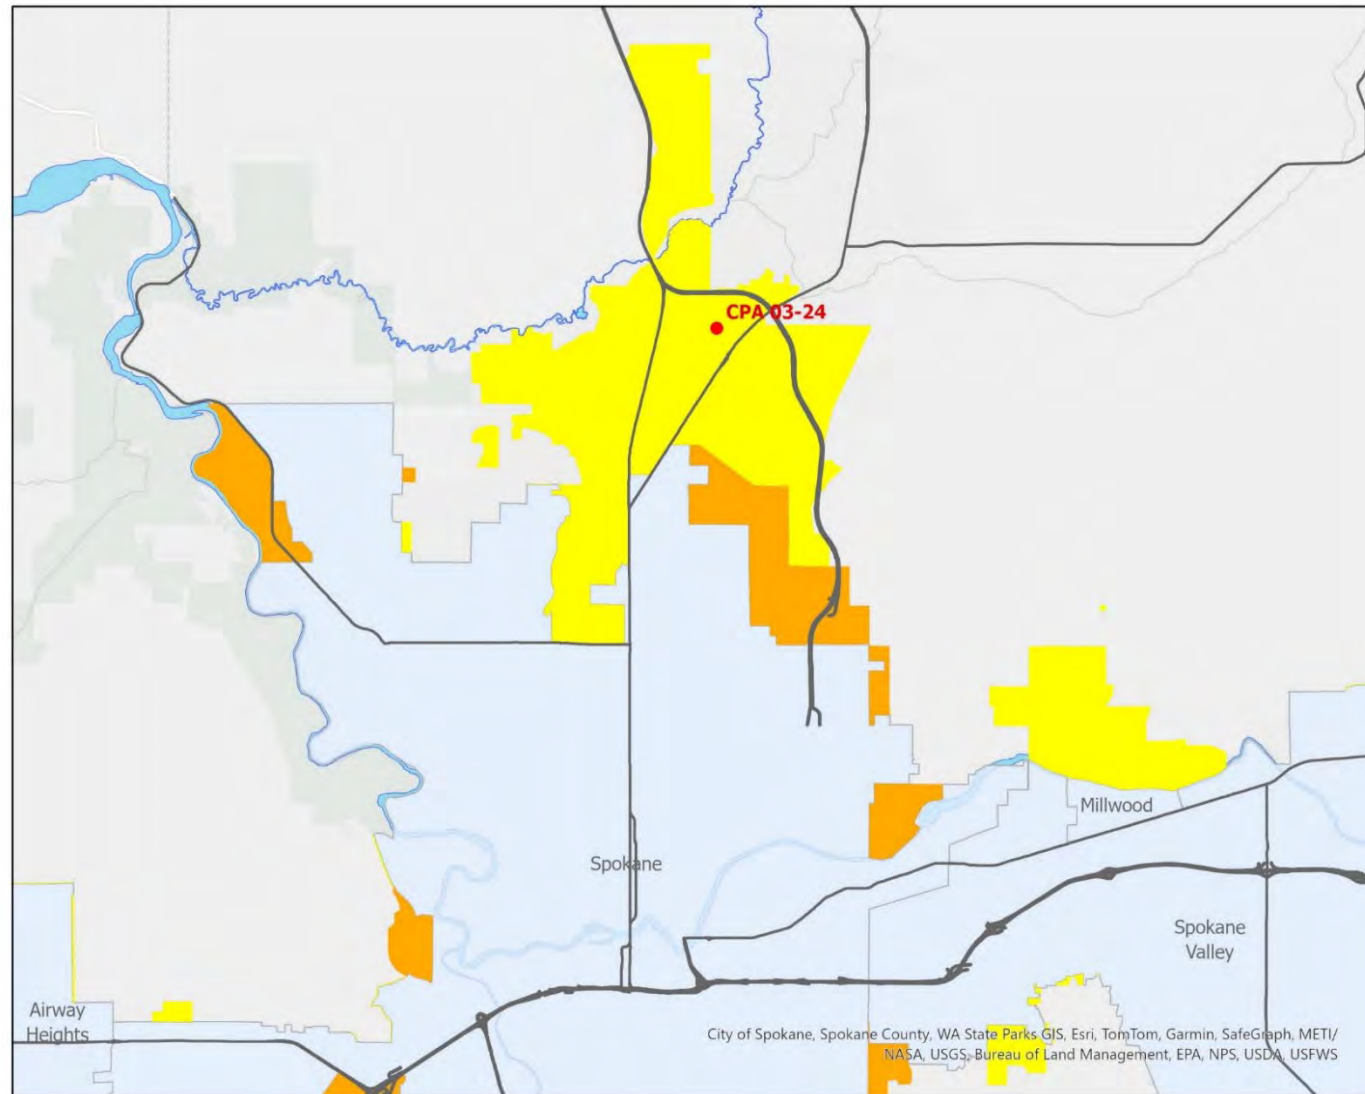 CPA 03-24
Millwood
Spokane
Spokane
Valley
Airway
Heights
City of Spokane, Spokane County, WA State Parks GIS, Esri, TomTom, Garmin, SafeGraph, METI/
NASA, USGS, Bureau of Land Management, EPA, NPS, USDA, USFWS